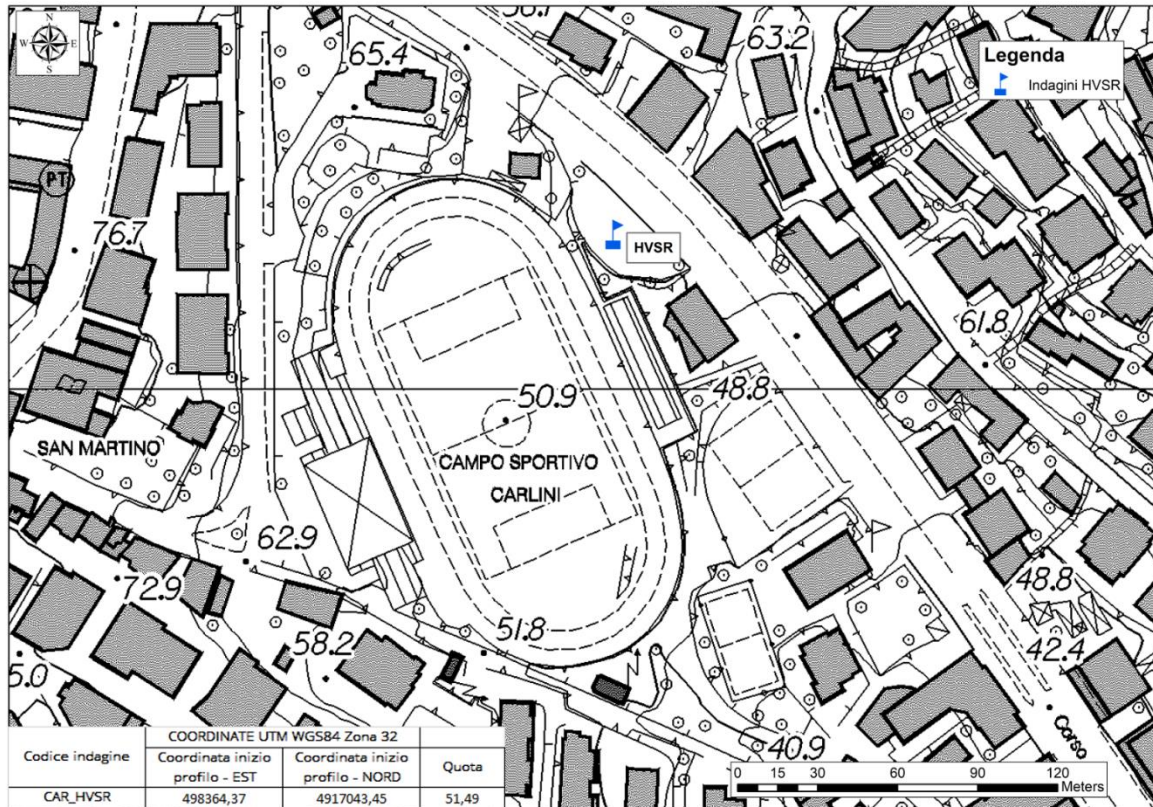 56.7
63.2
N
W E
S
65.4
Legenda
Indagini HVSR
PT
76.7
HVSR
61.8
50.9
48.8
SAN MARTINO
CAMPO SPORTIVO
CARLINI
62.9
72.9
48.8
51.8
58.2
5.0
42.4
Corso
40.9
COORDINATE UTM WGS84 Zona 32
Codice indagine
Coordinata inizio
profilo - EST
Coordinata inizio
profilo - NORD
Quota
CAR_HVSR 498364,37 4917043,45 51,49
0 15 30 60 90 120
Meters